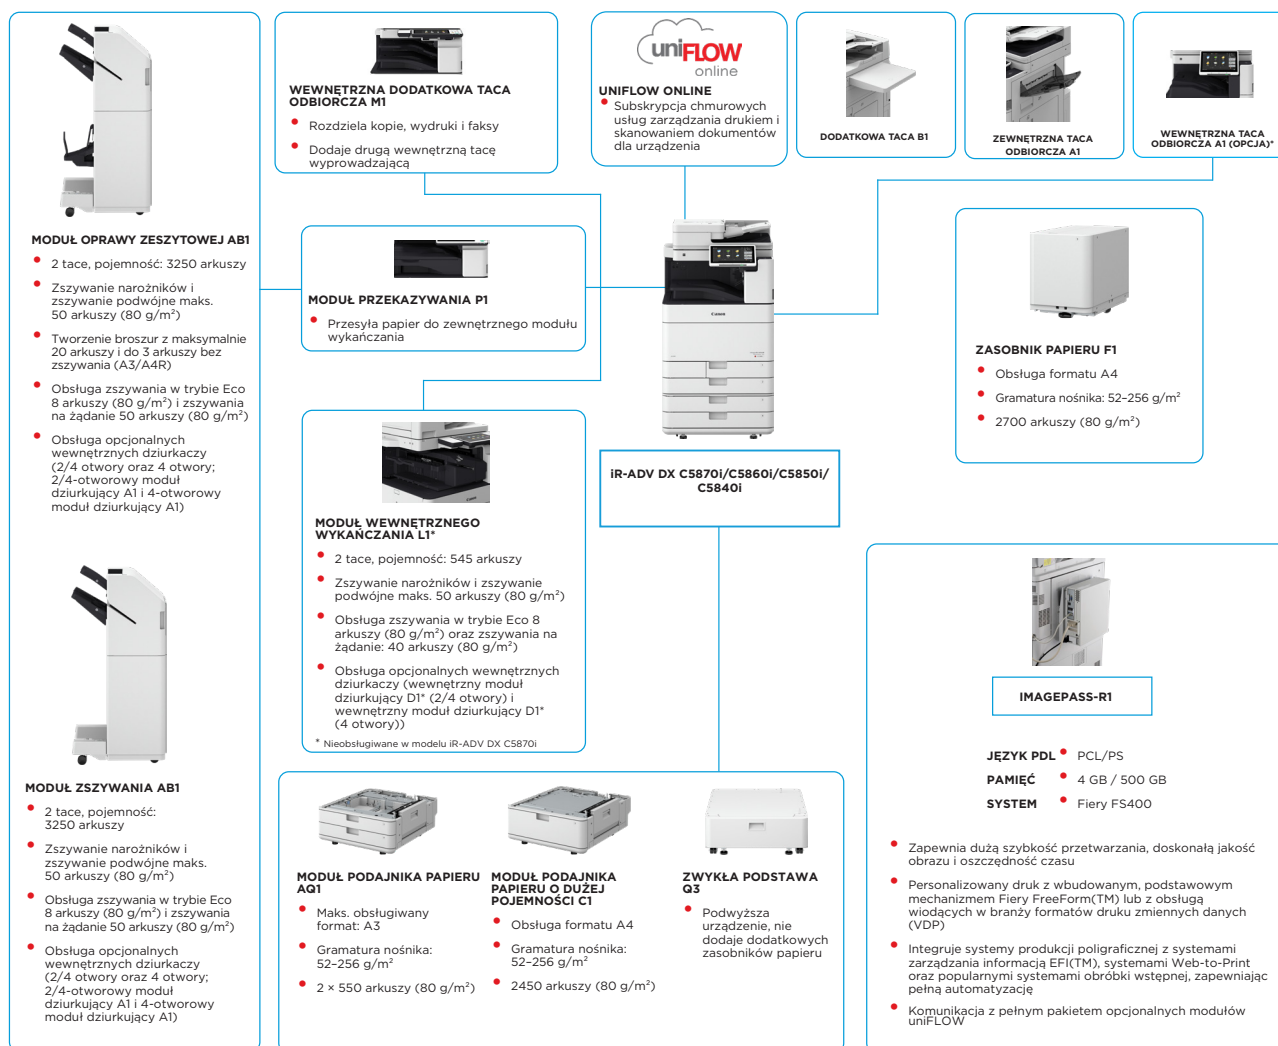 MODUŁ OPRAWY ZESZYTOWEJ AB1
2 tace, pojemność: 3250 arkuszy
Zszywanie narożników i
zszywanie podwójne maks.
50 arkuszy (80 g/m²)
Tworzenie broszur z maksymalnie
20 arkuszy i do 3 arkuszy bez
zszywania (A3/A4R)
Obsługa zszywania w trybie Eco
8 arkuszy (80 g/m²) i zszywania
na żądanie 50 arkuszy (80 g/m²)
Obsługa opcjonalnych
wewnętrznych dziurkaczy
(2/4 otwory oraz 4 otwory;
2/4-otworowy moduł
dziurkujący A1 i 4-otworowy
moduł dziurkujący A1)
MODUŁ ZSZYWANIA AB1
2 tace, pojemność:
3250 arkuszy
Zszywanie narożników i
zszywanie podwójne maks.
50 arkuszy (80 g/m²)
Obsługa zszywania w trybie Eco
8 arkuszy (80 g/m²) i zszywania
na żądanie 50 arkuszy (80 g/m²)
Obsługa opcjonalnych
wewnętrznych dziurkaczy
(2/4 otwory oraz 4 otwory;
2/4-otworowy moduł
dziurkujący A1 i 4-otworowy
moduł dziurkujący A1)
WEWNĘTRZNA DODATKOWA TACA
ODBIORCZA M1
Rozdziela kopie, wydruki i faksy
Dodaje drugą wewnętrzną tacę
wyprowadzającą
MODUŁ PRZEKAZYWANIA P1
Przesyła papier do zewnętrznego modułu
wykańczania
MODUŁ WEWNĘTRZNEGO
WYKAŃCZANIA L1*
2 tace, pojemność: 545 arkuszy
Zszywanie narożników i zszywanie
podwójne maks. 50 arkuszy (80 g/m²)
Obsługa zszywania w trybie Eco 8
arkuszy (80 g/m²) oraz zszywania na
żądanie: 40 arkuszy (80 g/m²)
Obsługa opcjonalnych wewnętrznych
dziurkaczy (wewnętrzny moduł
dziurkujący D1* (2/4 otwory) i
wewnętrzny moduł dziurkujący D1*
(4 otwory))
* Nieobsługiwane w modelu iR-ADV DX C5870i
uniFLOW
online
UNIFLOW ONLINE
Subskrypcja chmurowych
usług zarządzania drukiem i
skanowaniem dokumentów
dla urządzenia
DODATKOWA TACA B1
ZEWNĘTRZNA TACA
ODBIORCZA A1
WEWNĘTRZNA TACA
ODBIORCZA A1 (OPCJA)*
Canon
iR-ADV DX C5870i/C5860i/C5850i/
C5840i
ZASOBNIK PAPIERU F1
Obsługa formatu A4
Gramatura nośnika: 52–256 g/m²
2700 arkuszy (80 g/m²)
MODUŁ PODAJNIKA PAPIERU
AQ1
Maks. obsługiwany
format: A3
Gramatura nośnika:
52–256 g/m²
2 × 550 arkuszy (80 g/m²)
MODUŁ PODAJNIKA
PAPIERU O DUŻEJ
POJEMNOŚCI C1
Obsługa formatu A4
Gramatura nośnika:
52–256 g/m²
2450 arkuszy (80 g/m²)
ZWYKŁA PODSTAWA
Q3
Podwyższa
urządzenie, nie
dodaje dodatkowych
zasobników papieru
IMAGEPASS-R1
JĘZYK PDL PCL/PS
PAMIĘĆ 4 GB / 500 GB
SYSTEM Fiery FS400
Zapewnia dużą szybkość przetwarzania, doskonałą jakość
obrazu i oszczędność czasu
Personalizowany druk z wbudowanym, podstawowym
mechanizmem Fiery FreeForm(TM) lub z obsługą
wiodących w branży formatów druku zmiennych danych
(VDP)
Integruje systemy produkcji poligraficznej z systemami
zarządzania informacją EFI(TM), systemami Web-to-Print
oraz popularnymi systemami obróbki wstępnej, zapewniając
pełną automatyzację
Komunikacja z pełnym pakietem opcjonalnych modułów
uniFLOW